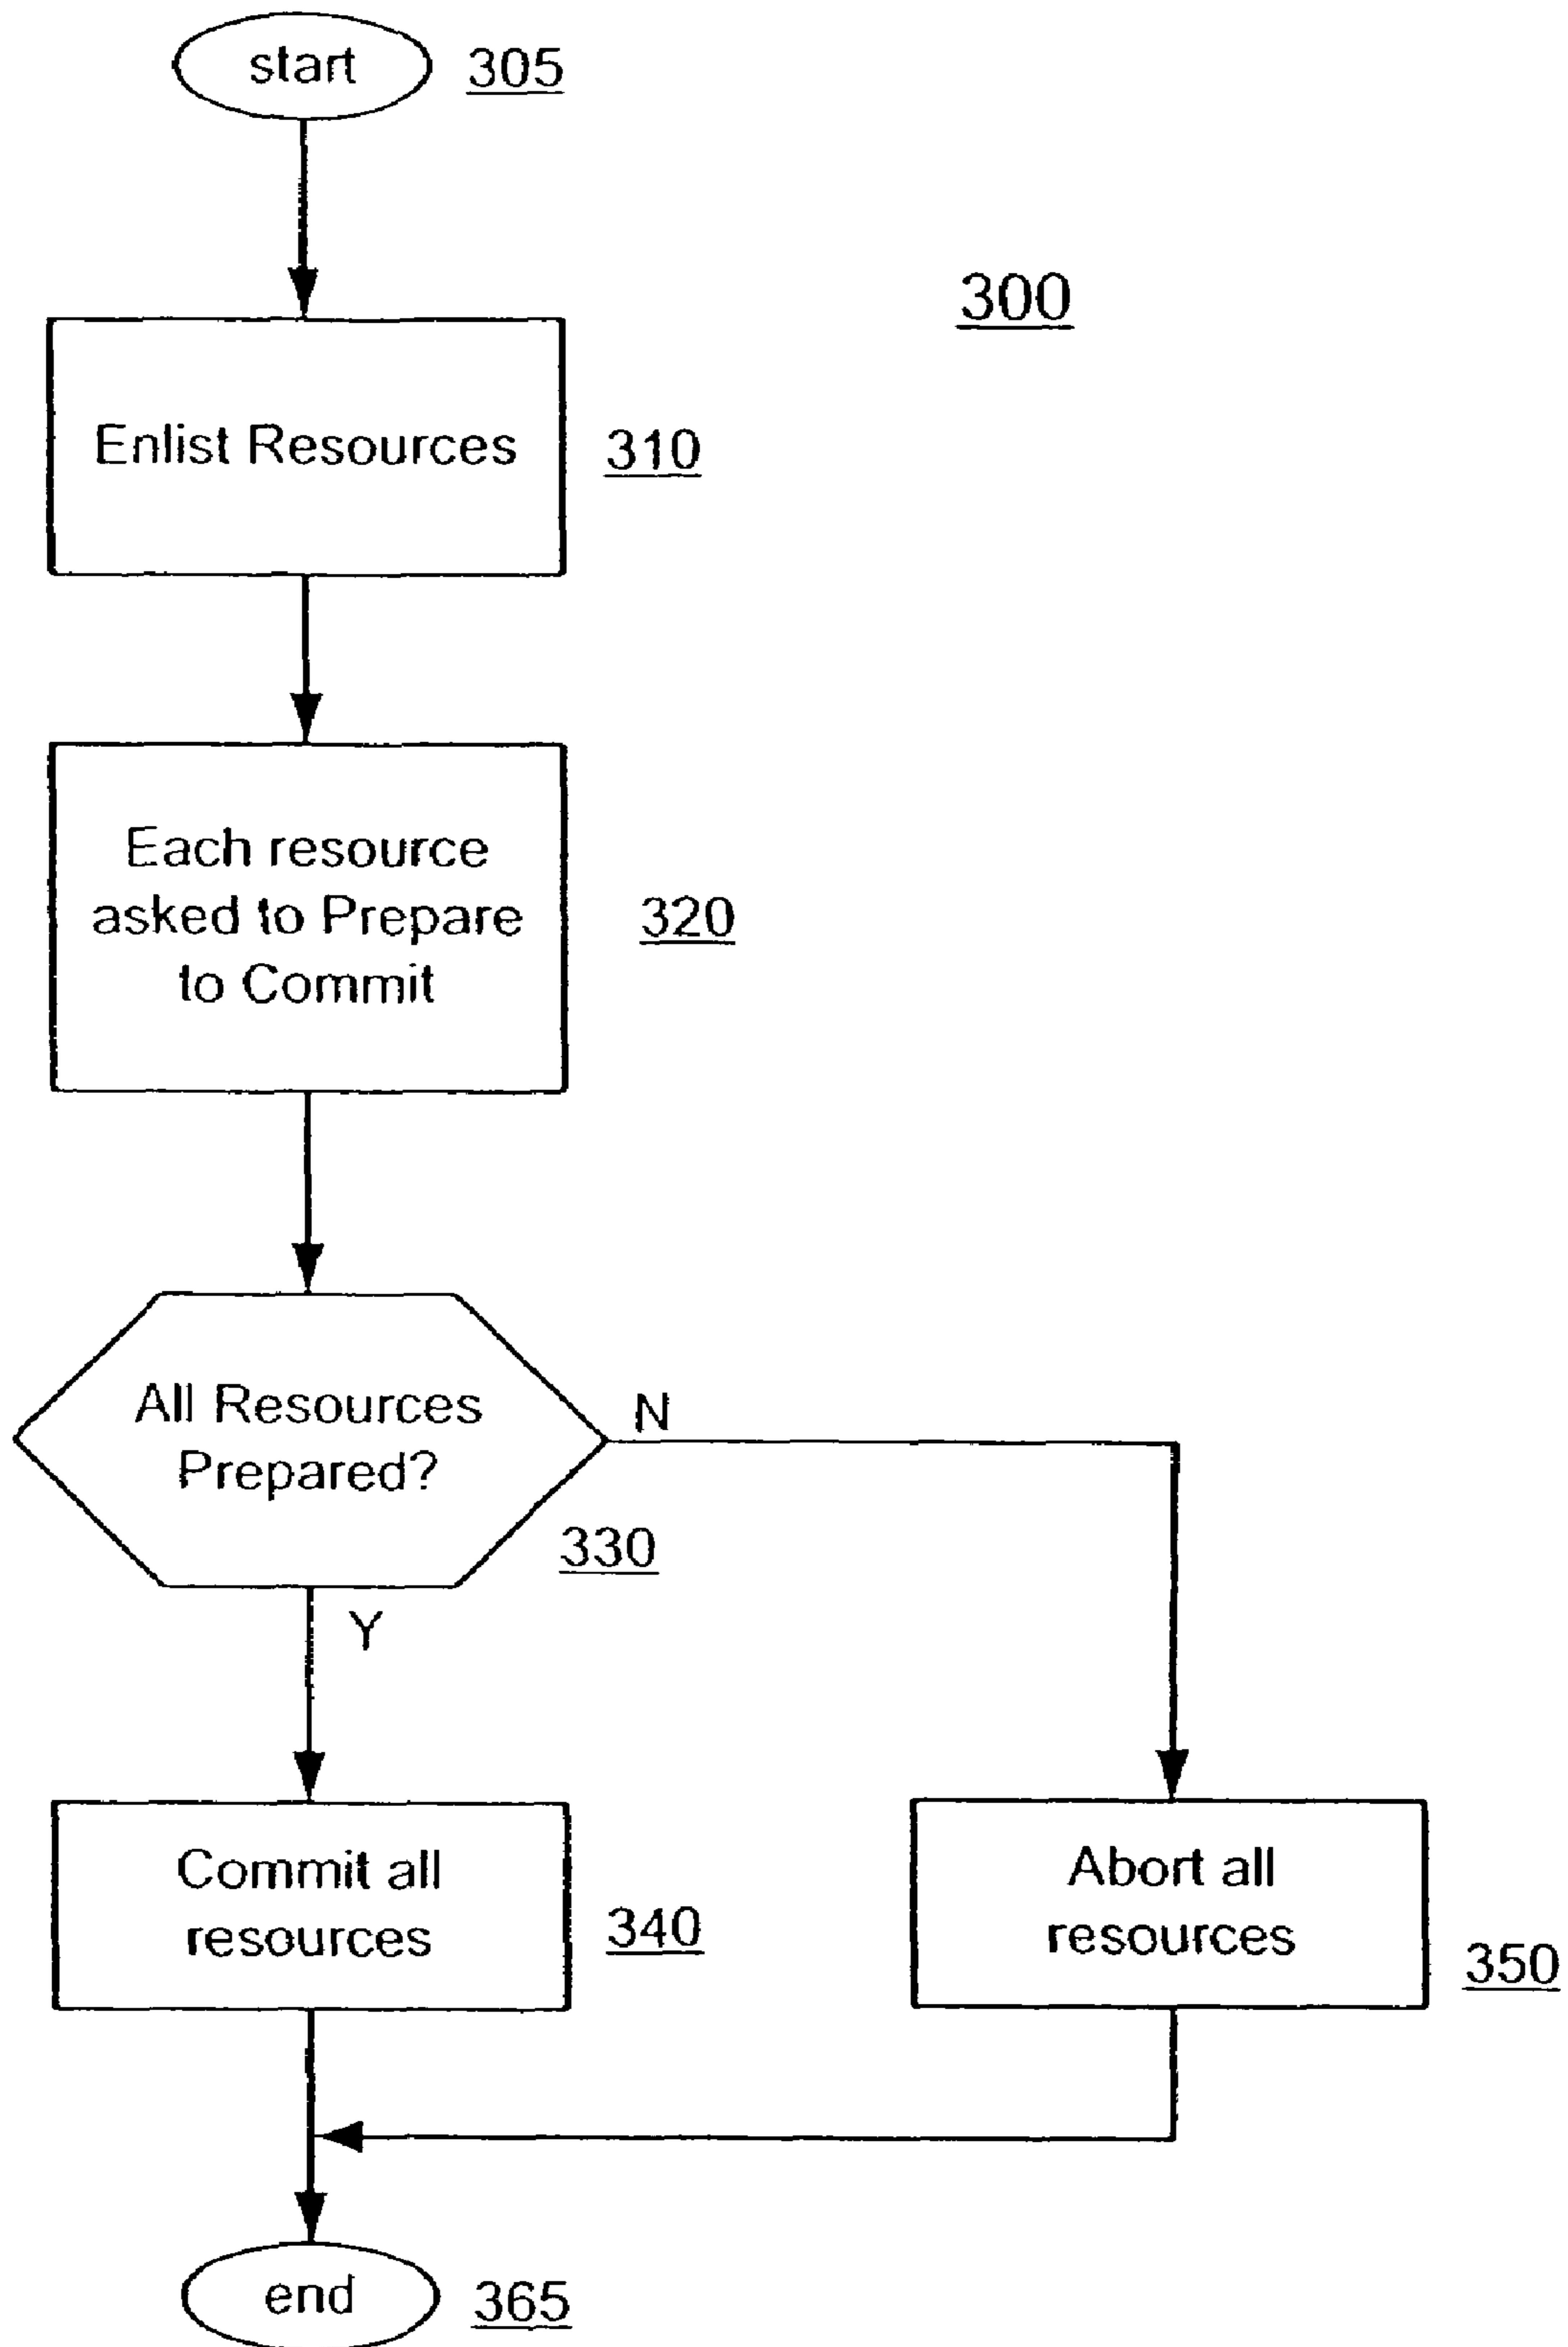 start
305
300
Enlist Resources
310
Each resource
asked to Prepare
to Commit
320
All Resources
Prepared?
N
330
Y
Commit all
resources
340
Abort all
resources
350
end
365